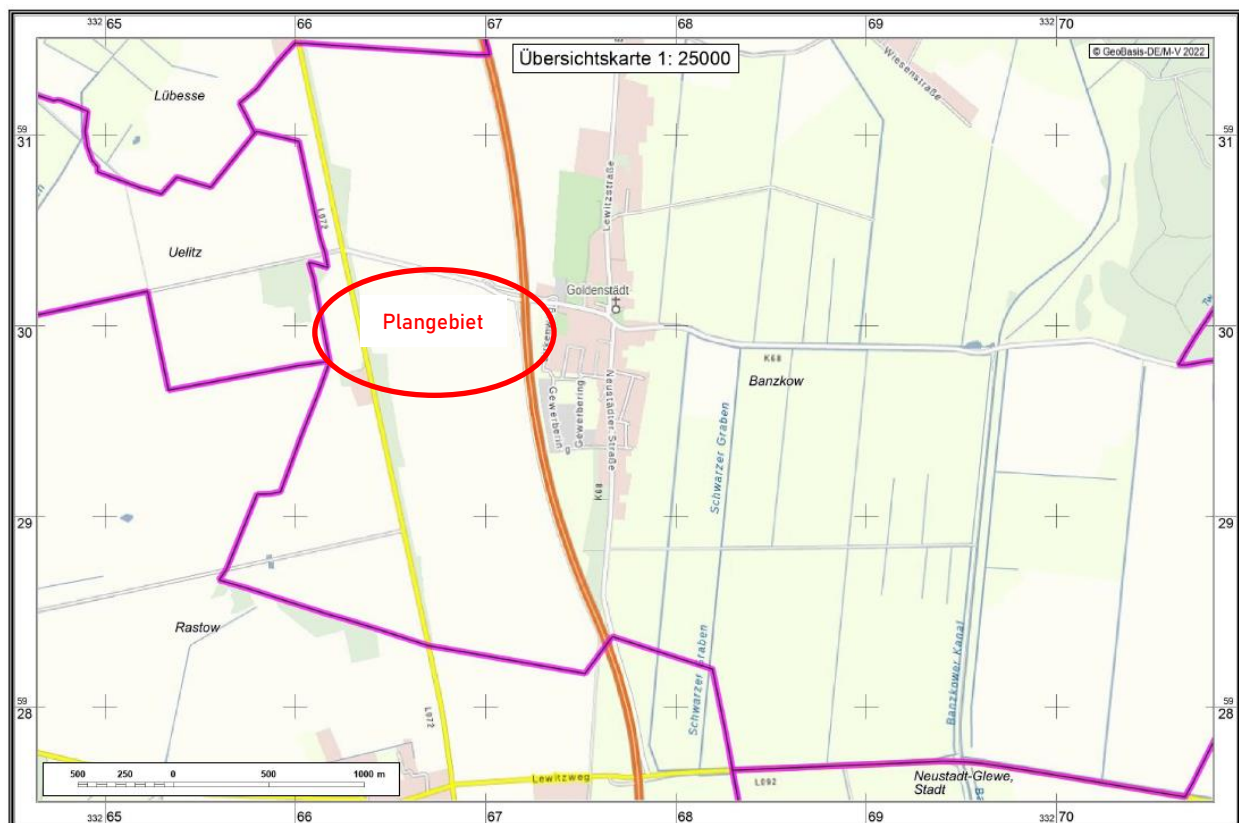 332 65 66 67 68 69 332 70
Übersichtskarte 1: 25000
© GeoBasis-DE/M-V 2022
Wiesenstraße
Lübesse
59
31
59
31
Lewitzstraße
L072
Uelitz
Goldenstädt
Plangebiet
30
30
K68
Banzkow
Gewerbering
Neustädter Straße
Schwarzer Graben
K68
29
29
Rastow
Banzkower Kanal
Schwarzer Graben
59
28
59
28
L072
Lewitzweg
L092
Neustadt-Glewe,
Stadt
500 250 0 500 1000 m
332 65 66 67 68 69 332 70